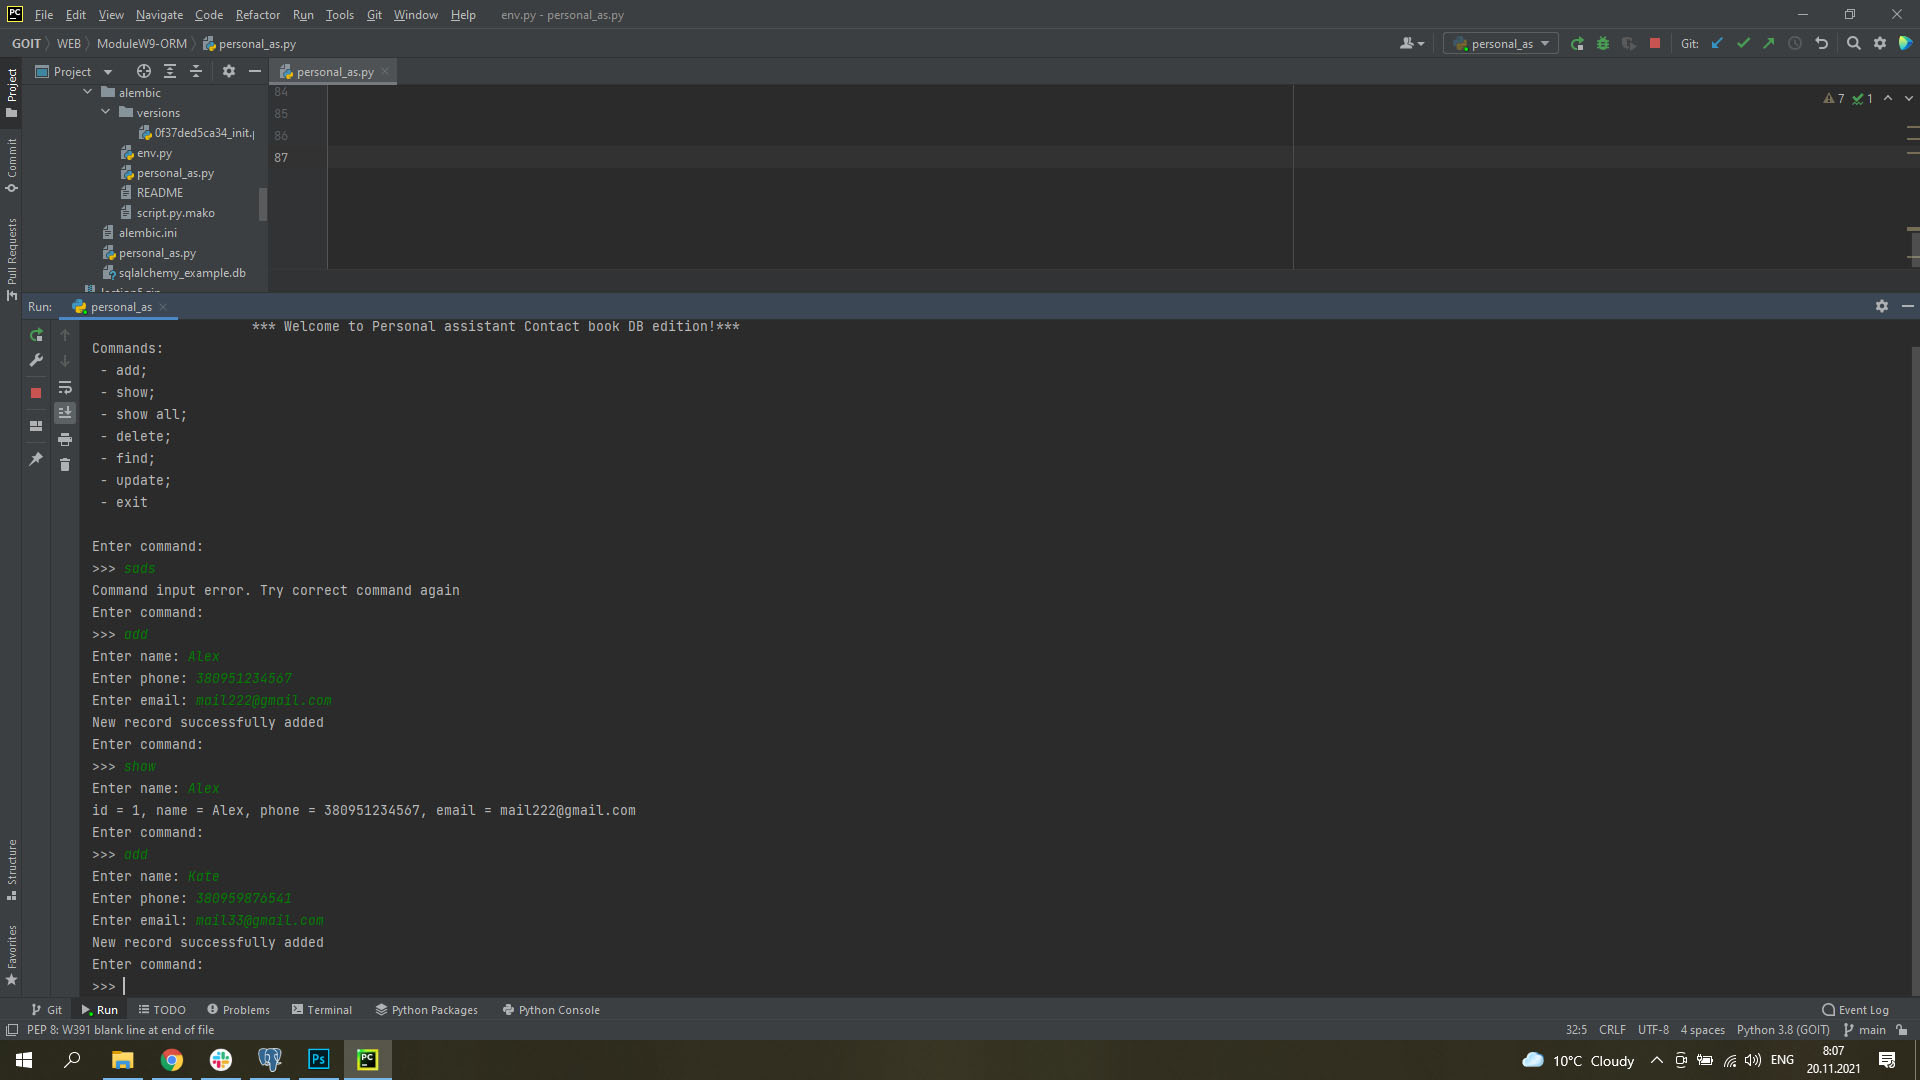 PC File Edit View Navigate Code Refactor Run Tools Git Window Help env.py - personal_as.py
GOIT WEB ModuleW9-ORM personal_as.py personal_as Git:
Project personal_as.py
alembic
versions
0f37ded5ca34_init.
env.py
personal_as.py
README
script.py.mako
alembic.ini
personal_as.py
sqlalchemy_example.db
84
85
86
87
7 1
Project
Commit
Pull Requests
Structure
Favorites
Run: personal_as
*** Welcome to Personal assistant Contact book DB edition!***
Commands:
- add;
- show;
- show all;
- delete;
- find;
- update;
- exit
Enter command:
>>> sads
Command input error. Try correct command again
Enter command:
>>> add
Enter name: Alex
Enter phone: 380951234567
Enter email: mail222@gmail.com
New record successfully added
Enter command:
>>> show
Enter name: Alex
id = 1, name = Alex, phone = 380951234567, email = mail222@gmail.com
Enter command:
>>> add
Enter name: Kate
Enter phone: 380959876541
Enter email: mail33@gmail.com
New record successfully added
Enter command:
>>>
Git Run TODO Problems Terminal Python Packages Python Console Event Log
PEP 8: W391 blank line at end of file 32:5 CRLF UTF-8 4 spaces Python 3.8 (GOIT) main
Ps PC 10°C Cloudy ENG 8:07
20.11.2021